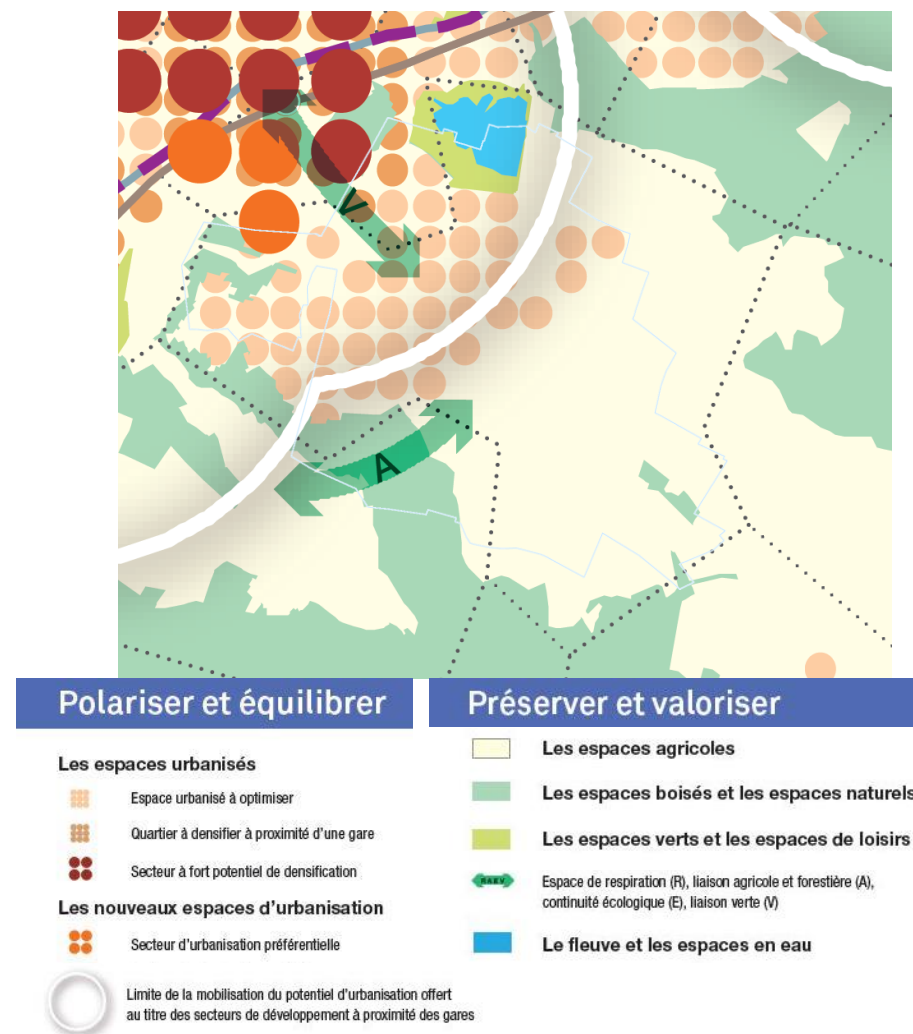 V
A
Polariser et équilibrer
Les espaces urbanisés
Espace urbanisé à optimiser
Quartier à densifier à proximité d'une gare
Secteur à fort potentiel de densification
Les nouveaux espaces d'urbanisation
Secteur d'urbanisation préférentielle
Limite de la mobilisation du potentiel d'urbanisation offert
au titre des secteurs de développement à proximité des gares
Préserver et valoriser
Les espaces agricoles
Les espaces boisés et les espaces naturels
Les espaces verts et les espaces de loisirs
Espace de respiration (R), liaison agricole et forestière (A),
continuité écologique (E), liaison verte (V)
Le fleuve et les espaces en eau